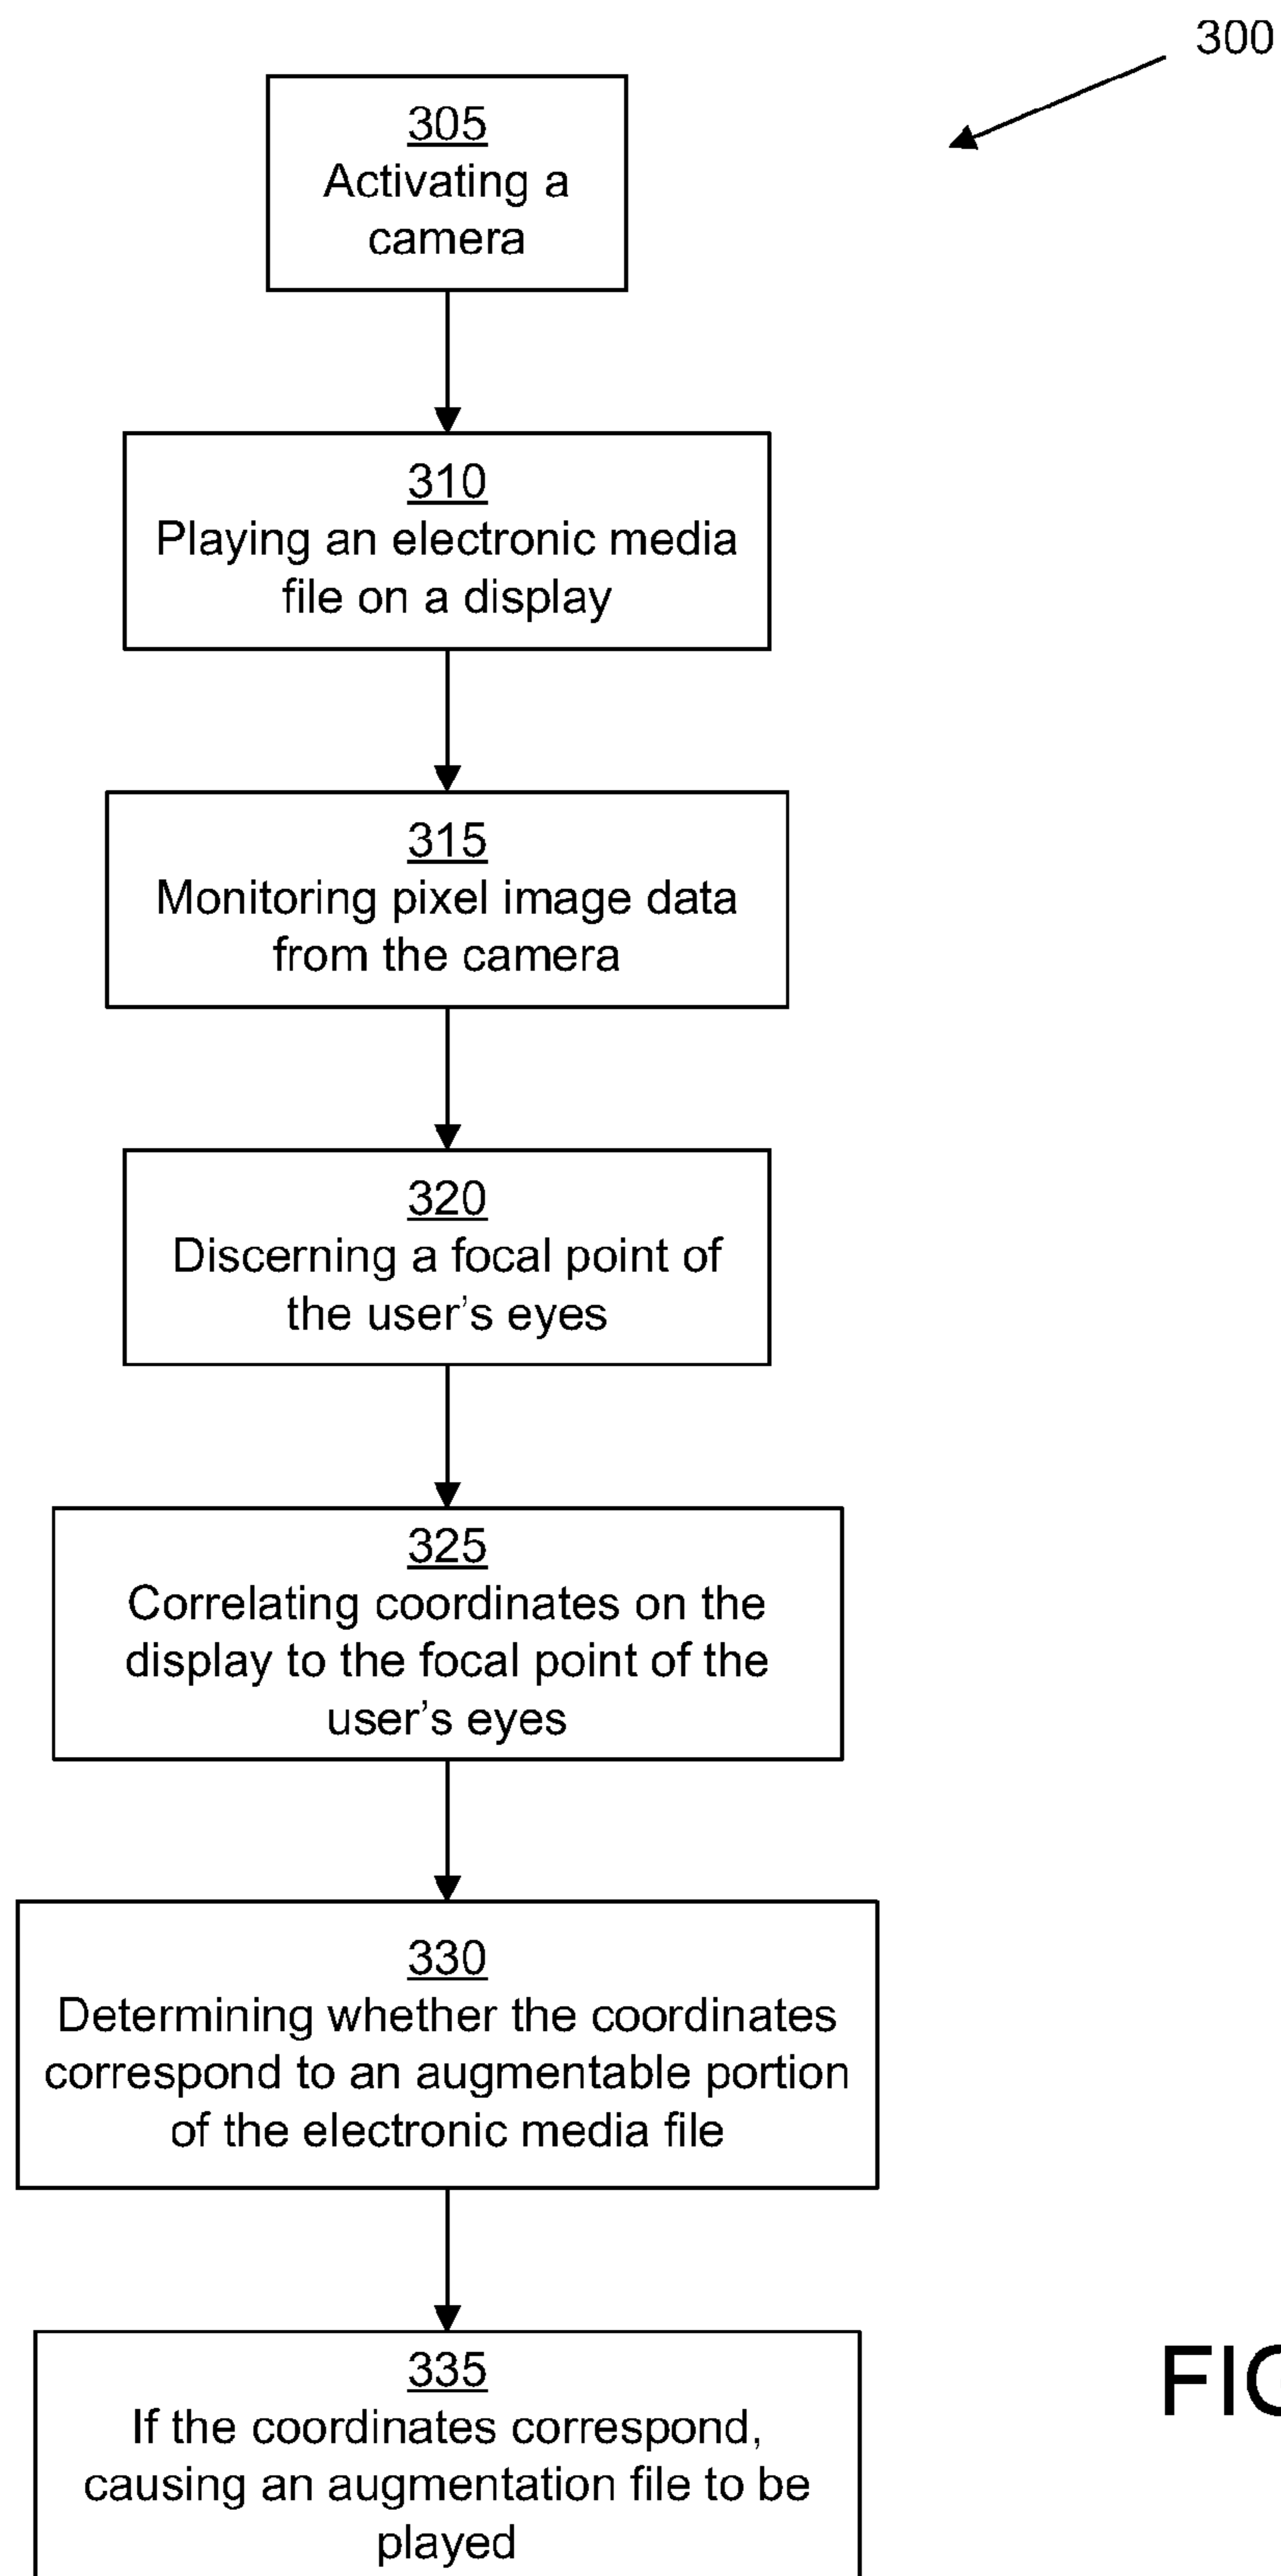 300
305
Activating a
camera
310
Playing an electronic media
file on a display
315
Monitoring pixel image data
from the camera
320
Discerning a focal point of
the user’s eyes
325
Correlating coordinates on the
display to the focal point of the
user’s eyes
330
Determining whether the coordinates
correspond to an augmentable portion
of the electronic media file
335
If the coordinates correspond,
causing an augmentation file to be
played